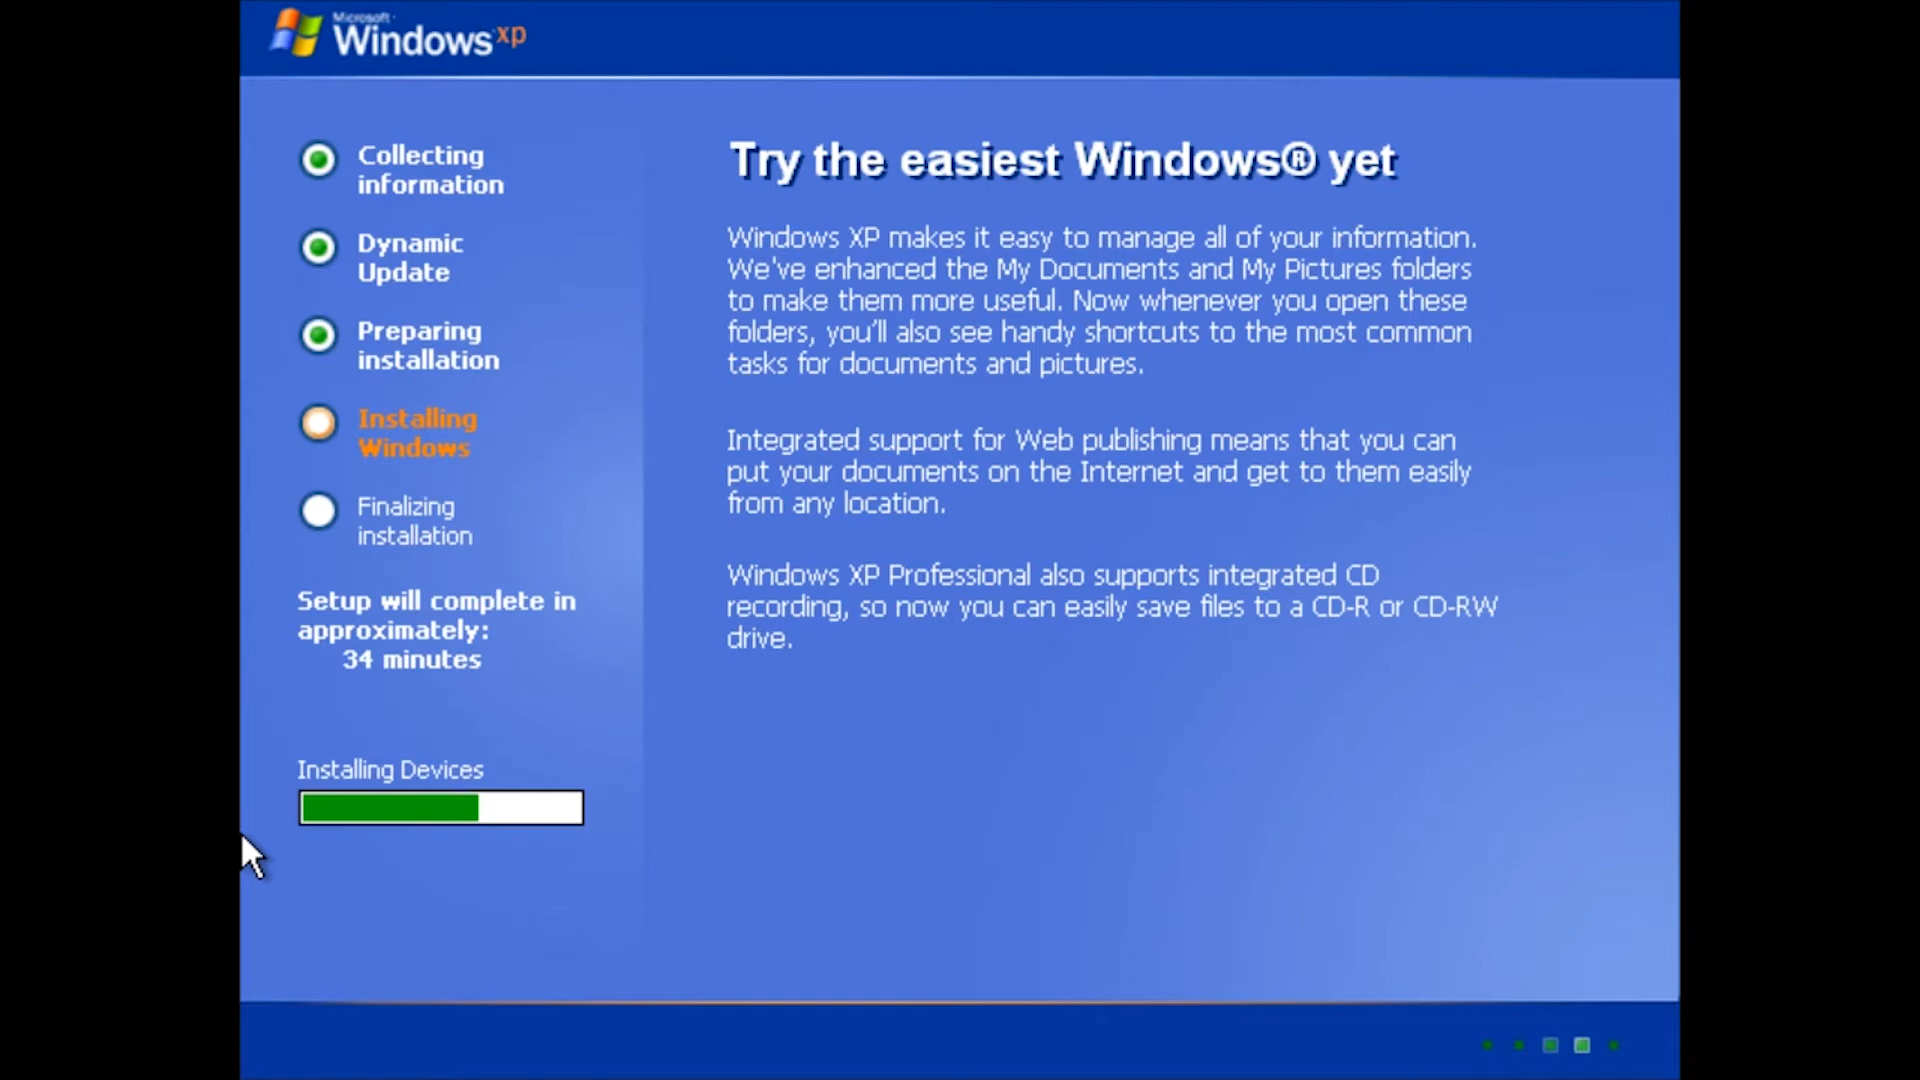 Microsoft
Windows xp
Collecting
information
Dynamic
Update
Preparing
installation
Installing
Windows
Finalizing
installation
Setup will complete in
approximately:
34 minutes
Installing Devices
Try the easiest Windows® yet
Windows XP makes it easy to manage all of your information.
We've enhanced the My Documents and My Pictures folders
to make them more useful. Now whenever you open these
folders, you'll also see handy shortcuts to the most common
tasks for documents and pictures.
Integrated support for Web publishing means that you can
put your documents on the Internet and get to them easily
from any location.
Windows XP Professional also supports integrated CD
recording, so now you can easily save files to a CD-R or CD-RW
drive.